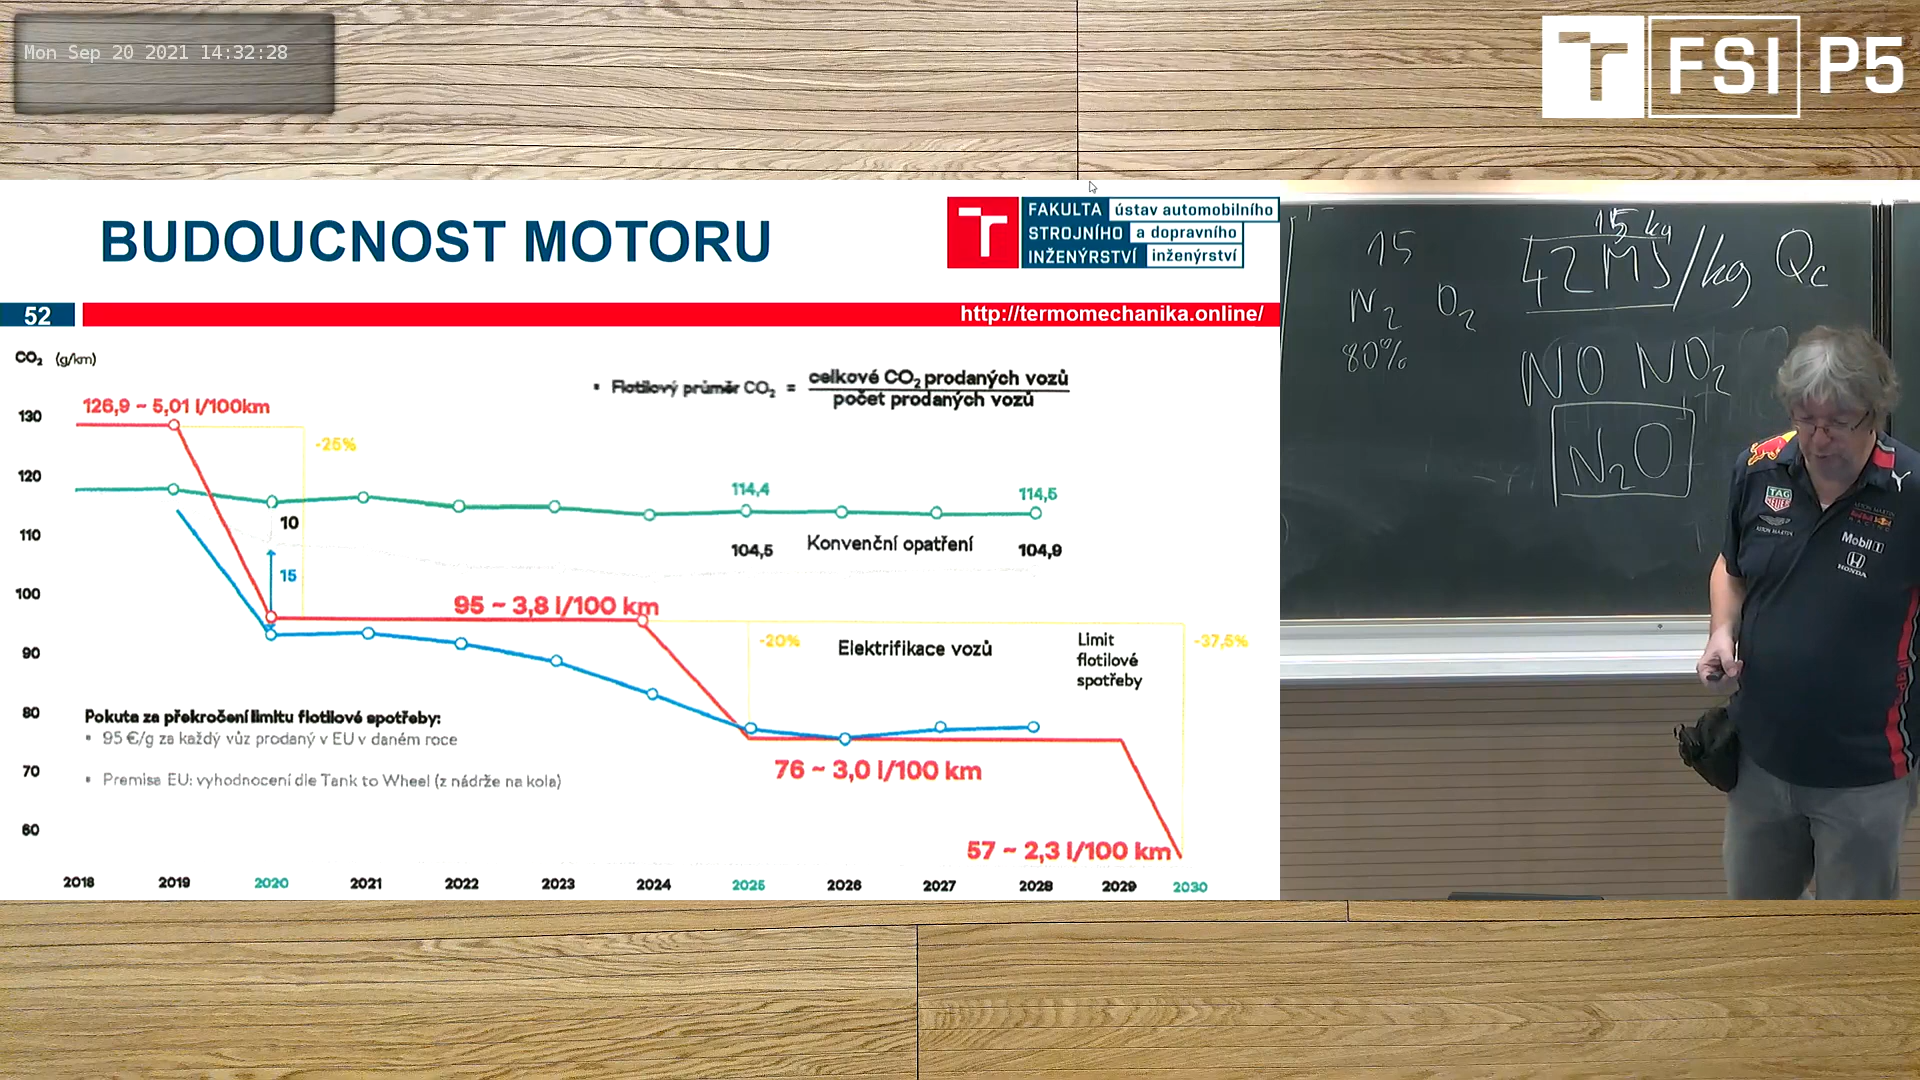 Mon Sep 20 2021 14:32:28
FSI P5
BUDOUCNOST MOTORU
FAKULTA ústav automobilního
STROJNÍHO a dopravního
INŽENÝRSTVÍ inženýrství
52
http://termomechanika.online/
CO₂ (g/km)
Flotilový průměr CO₂ = celkové CO₂ prodaných vozů
počet prodaných vozů
126,9 ~ 5,01 l/100km
130
-25%
120
114,4
114,5
10
110
104,5
Konvenční opatření
104,9
15
100
95 ~ 3,8 l/100 km
-20%
Elektrifikace vozů
Limit
flotilové
spotřeby
-37,5%
90
80
Pokuta za překročení limitu flotilové spotřeby:
95 €/g za každý vůz prodaný v EU v daném roce
70
76 ~ 3,0 l/100 km
Premisa EU: vyhodnocení dle Tank to Wheel (z nádrže na kola)
60
57 ~ 2,3 l/100 km
2018 2019 2020 2021 2022 2023 2024 2025 2026 2027 2028 2029 2030
15
N₂ O₂
80%
15 kg
42 MJ/kg Qc
NO NO₂
N₂O
TAG
HEUER
ASTON MARTIN
Mobil 1
HONDA